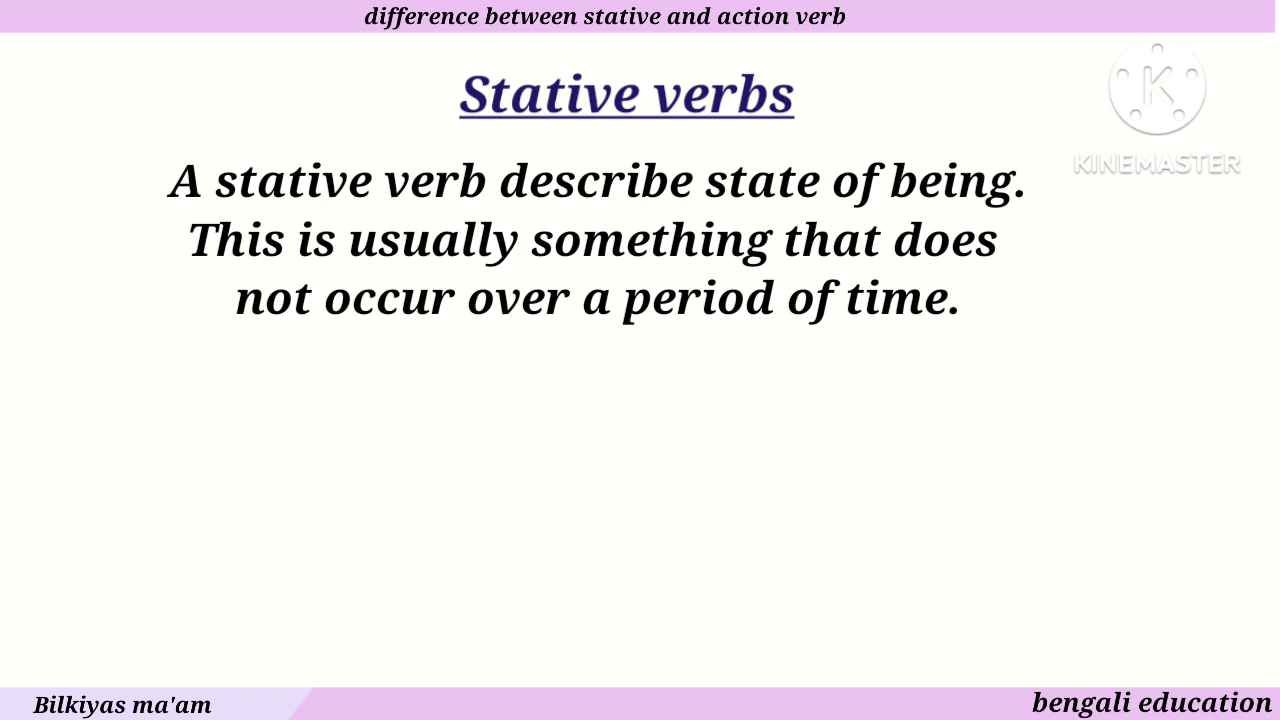 difference between stative and action verb
Stative verbs
K
KINEMASTER
A stative verb describe state of being.
This is usually something that does
not occur over a period of time.
Bilkiyas ma'am
bengali education